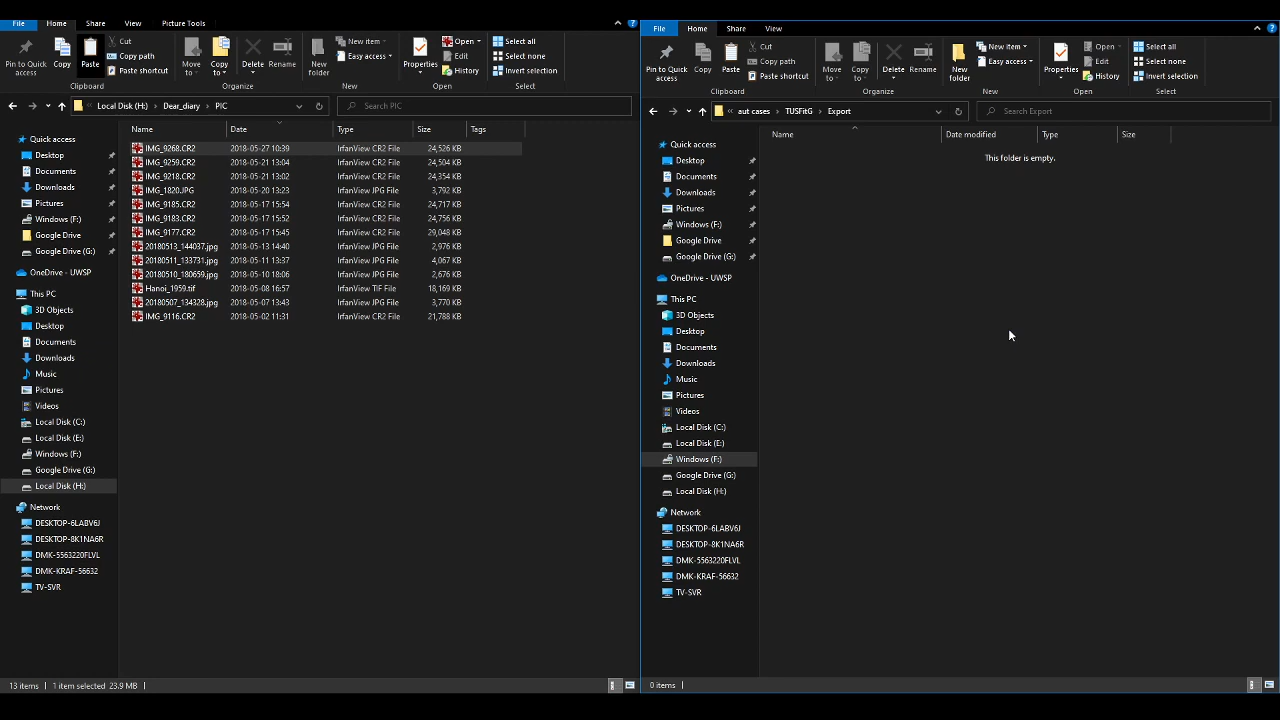 File Home Share View Picture Tools
Pin to Quick access
Copy
Paste
Cut
Copy path
Paste shortcut
Clipboard
Move to
Copy to
Delete
Rename
Organize
New folder
New item
Easy access
New
Properties
Open
Edit
History
Open
Select all
Select none
Invert selection
Select
Local Disk (H:) Dear_diary PIC
Search PIC
Name Date Type Size Tags
IMG_9268.CR2 2018-05-27 10:39 IrfanView CR2 File 24,526 KB
IMG_9259.CR2 2018-05-21 13:04 IrfanView CR2 File 24,504 KB
IMG_9218.CR2 2018-05-21 13:02 IrfanView CR2 File 24,354 KB
IMG_1820.JPG 2018-05-20 13:23 IrfanView JPG File 3,792 KB
IMG_9185.CR2 2018-05-17 15:54 IrfanView CR2 File 24,717 KB
IMG_9183.CR2 2018-05-17 15:52 IrfanView CR2 File 24,218 KB
IMG_9177.CR2 2018-05-17 15:45 IrfanView CR2 File 29,048 KB
20180513_144037.jpg 2018-05-13 14:40 IrfanView JPG File 2,976 KB
20180511_133731.jpg 2018-05-11 13:37 IrfanView JPG File 4,067 KB
20180510_180659.jpg 2018-05-10 18:06 IrfanView JPG File 2,676 KB
Hanoi_1959.tif 2018-05-08 16:57 IrfanView TIF File 18,169 KB
20180507_134328.jpg 2018-05-07 13:43 IrfanView JPG File 3,770 KB
IMG_9116.CR2 2018-05-02 11:31 IrfanView CR2 File 21,788 KB
Quick access
Desktop
Documents
Downloads
Pictures
Windows (F:)
Google Drive
Google Drive (G:)
OneDrive - UWSP
This PC
3D Objects
Desktop
Documents
Downloads
Music
Pictures
Videos
Local Disk (C:)
Local Disk (E:)
Windows (F:)
Google Drive (G:)
Local Disk (H:)
Network
DESKTOP-6LABV6J
DESKTOP-8K1NA6R
DMK-5563220FLVL
DMK-KRAF-56632
TV-SVR
13 items 1 item selected 23.9 MB
File Home Share View
Pin to Quick access
Copy
Paste
Cut
Copy path
Paste shortcut
Clipboard
Move to
Copy to
Delete
Rename
Organize
New folder
New item
Easy access
New
Properties
Open
Edit
History
Open
Select all
Select none
Invert selection
Select
aut cases TUSFitG Export
Search Export
Name Date modified Type Size
This folder is empty.
Quick access
Desktop
Documents
Downloads
Pictures
Windows (F:)
Google Drive
Google Drive (G:)
OneDrive - UWSP
This PC
3D Objects
Desktop
Documents
Downloads
Music
Pictures
Videos
Local Disk (C:)
Local Disk (E:)
Windows (F:)
Google Drive (G:)
Local Disk (H:)
Network
DESKTOP-6LABV6J
DESKTOP-8K1NA6R
DMK-5563220FLVL
DMK-KRAF-56632
TV-SVR
0 items